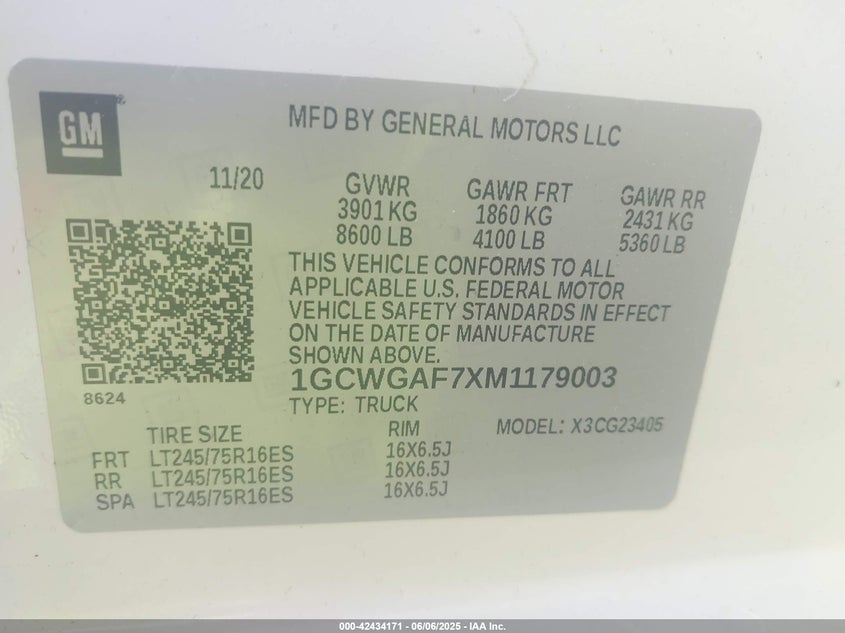 GM
MFD BY GENERAL MOTORS LLC
11/20
GVWR
3901 KG
8600 LB
GAWR FRT
1860 KG
4100 LB
GAWR RR
2431 KG
5360 LB
THIS VEHICLE CONFORMS TO ALL
APPLICABLE U.S. FEDERAL MOTOR
VEHICLE SAFETY STANDARDS IN EFFECT
ON THE DATE OF MANUFACTURE
SHOWN ABOVE.
1GCWGAF7XM1179003
8624
TYPE: TRUCK
MODEL: X3CG23405
TIRE SIZE RIM
FRT LT245/75R16ES 16X6.5J
RR LT245/75R16ES 16X6.5J
SPA LT245/75R16ES 16X6.5J
000-42434171 - 06/06/2025 - IAA Inc.